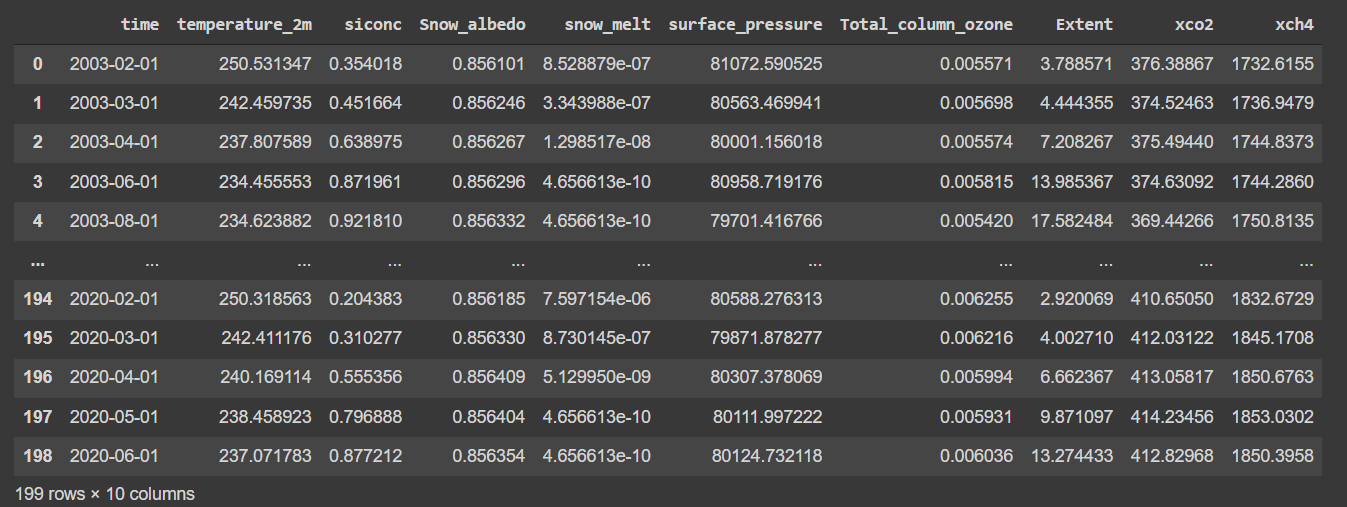 time temperature_2m siconc Snow_albedo snow_melt surface_pressure Total_column_ozone Extent xco2 xch4
0 2003-02-01 250.531347 0.354018 0.856101 8.528879e-07 81072.590525 0.005571 3.788571 376.38867 1732.6155
1 2003-03-01 242.459735 0.451664 0.856246 3.343988e-07 80563.469941 0.005698 4.444355 374.52463 1736.9479
2 2003-04-01 237.807589 0.638975 0.856267 1.298517e-08 80001.156018 0.005574 7.208267 375.49440 1744.8373
3 2003-06-01 234.455553 0.871961 0.856296 4.656613e-10 80958.719176 0.005815 13.985367 374.63092 1744.2860
4 2003-08-01 234.623882 0.921810 0.856332 4.656613e-10 79701.416766 0.005420 17.582484 369.44266 1750.8135
... ... ... ... ... ... ... ... ... ... ...
194 2020-02-01 250.318563 0.204383 0.856185 7.597154e-06 80588.276313 0.006255 2.920069 410.65050 1832.6729
195 2020-03-01 242.411176 0.310277 0.856330 8.730145e-07 79871.878277 0.006216 4.002710 412.03122 1845.1708
196 2020-04-01 240.169114 0.555356 0.856409 5.129950e-09 80307.378069 0.005994 6.662367 413.05817 1850.6763
197 2020-05-01 238.458923 0.796888 0.856404 4.656613e-10 80111.997222 0.005931 9.871097 414.23456 1853.0302
198 2020-06-01 237.071783 0.877212 0.856354 4.656613e-10 80124.732118 0.006036 13.274433 412.82968 1850.3958
199 rows × 10 columns